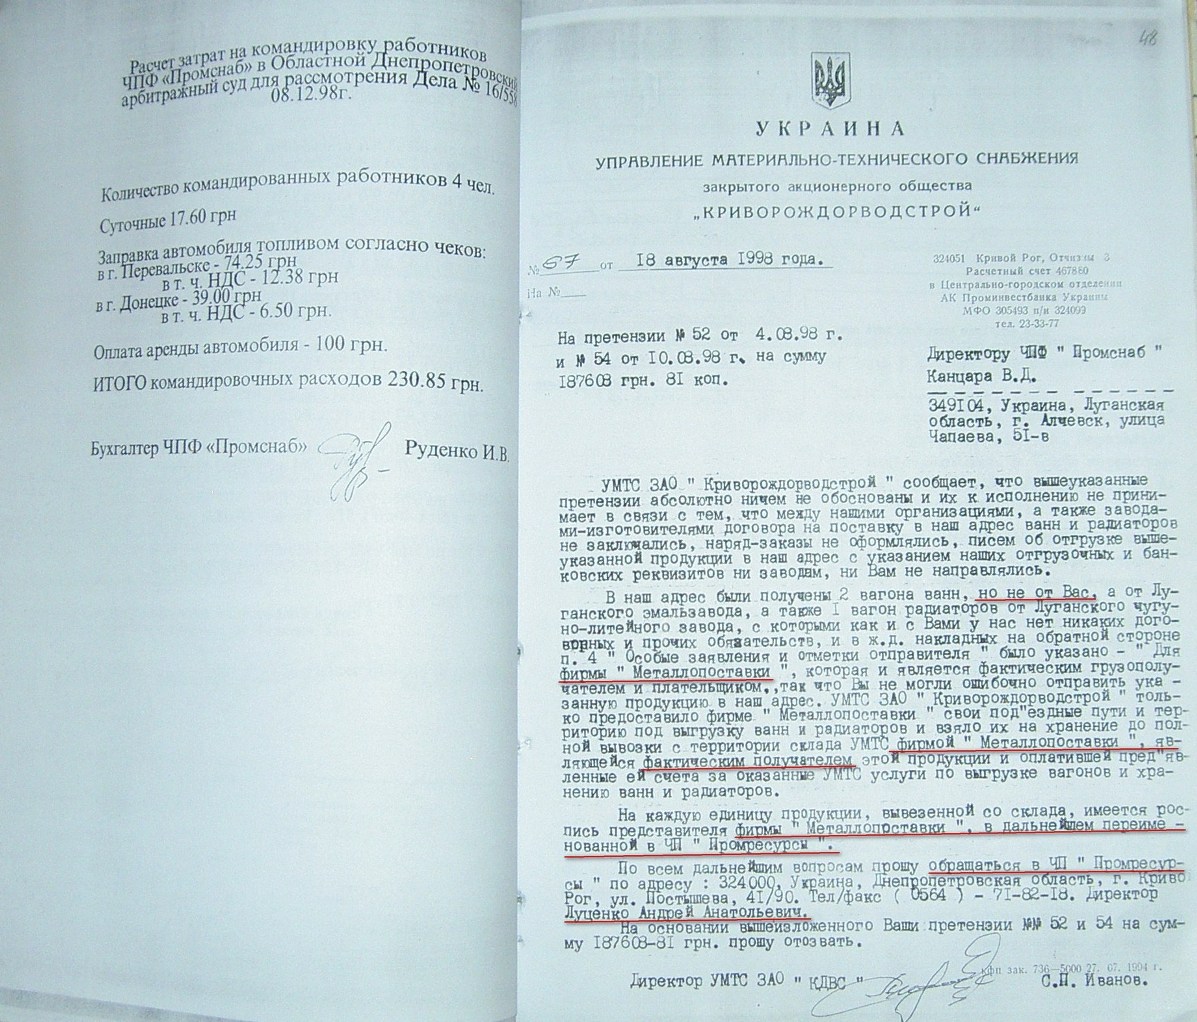 Расчет затрат на командировку работников
ЧПФ «Промснаб» в Областной Днепропетровский
арбитражный суд для рассмотрения Дела № 16/558
08.12.98г.
Количество командированных работников 4 чел.
Суточные 17.60 грн
Заправка автомобиля топливом согласно чеков:
в г. Перевальске - 74.25 грн
в т. ч. НДС - 12.38 грн
в г. Донецке - 39.00 грн
в т. ч. НДС - 6.50 грн.
Оплата аренды автомобиля - 100 грн.
ИТОГО командировочных расходов 230.85 грн.
Бухгалтер ЧПФ «Промснаб» Руденко И.В.
48
УКРАИНА
УПРАВЛЕНИЕ МАТЕРИАЛЬНО-ТЕХНИЧЕСКОГО СНАБЖЕНИЯ
закрытого акционерного общества
„КРИВОРОЖДОРВОДСТРОЙ“
№ 67 от 18 августа 1998 года.
На №
324051 Кривой Рог, Отчизны 3
Расчетный счет 467880
в Центрально-городском отделении
АК Проминвестбанка Украины
МФО 305493 п/и 324099
тел. 23-33-77
На претензии № 52 от 4.08.98 г.
и № 54 от 10.08.98 г. на сумму
187608 грн. 81 коп.
Директору ЧПФ " Промснаб "
Канцара В.Д.
349104, Украина, Луганская
область, г. Алчевск, улица
Чапаева, 51-в
УМТС ЗАО " Криворождорводстрой " сообщает, что вышеуказанные
претензии абсолютно ничем не обоснованы и их к исполнению не прини-
мает в связи с тем, что между нашими организациями, а также завода-
ми-изготовителями договора на поставку в наш адрес ванн и радиаторов
не заключались, наряд-заказы не оформлялись, писем об отгрузке выше-
указанной продукции в наш адрес с указанием наших отгрузочных и бан-
ковских реквизитов ни заводам, ни Вам не направлялись.
В наш адрес были получены 2 вагона ванн, но не от Вас, а от Лу-
ганского эмальзавода, а также 1 вагон радиаторов от Луганского чугу-
но-литейного завода, с которыми как и с Вами у нас нет никаких дого-
ворных и прочих обязательств, и в ж.д. накладных на обратной стороне
п. 4 " Особые заявления и отметки отправителя " было указано - " Для
фирмы " Металлопоставки ", которая и является фактическим грузополу-
чателем и плательщиком,,так что Вы не могли ошибочно отправить ука -
занную продукцию в наш адрес. УМТС ЗАО " Криворождорводстрой " толь-
ко предоставило фирме " Металлопоставки " свои под"ездные пути и тер-
риторию под выгрузку ванн и радиаторов и взяло их на хранение до пол-
ной вывозки с территории склада УМТС фирмой " Металлопоставки ", яв-
ляющейся фактическим получателем этой продукции и оплатившей пред"яв-
ленные ей счета за оказанные УМТС услуги по выгрузке вагонов и хра-
нению ванн и радиаторов.
На каждую единицу продукции, вывезенной со склада, имеется рос-
пись представителя фирмы " Металлопоставки ", в дальнейшем переиме -
нованной в ЧП " Промресурсы ".
По всем дальнейшим вопросам прошу обращаться в ЧП " Промресур-
сы " по адресу : 324000, Украина, Днепропетровская область, г. Криво
Рог, ул. Постышева, 41/90. Тел/факс ( 0564 ) - 71-82-18. Директор
Луценко Андрей Анатольевич.
На основании вышеизложенного Ваши претензии №№ 52 и 54 на сум-
му 187608-81 грн. прошу отозвать.
кфп зак. 736—5000 27. 07. 1994 г.
Директор УМТС ЗАО " КДВС " С.П. Иванов.